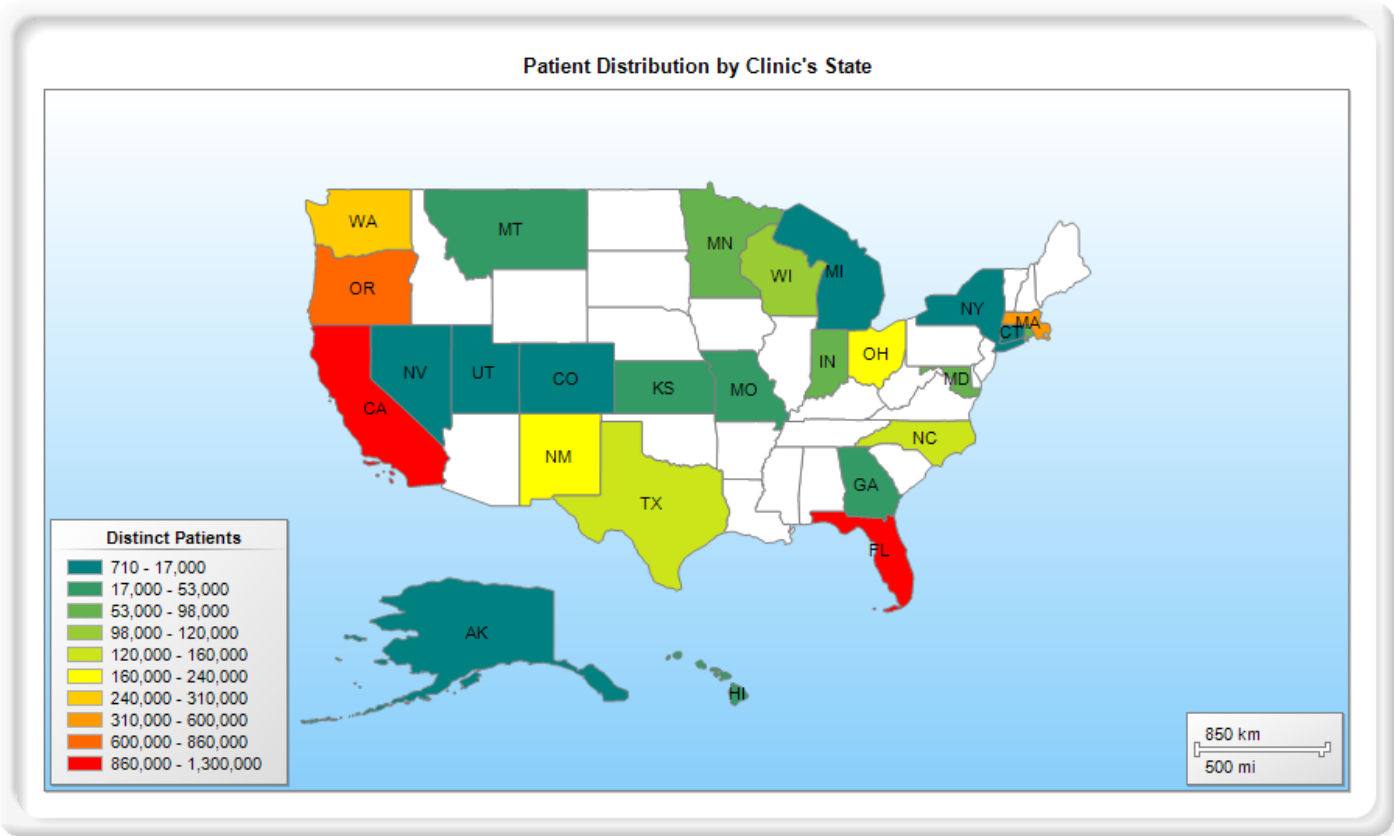 Patient Distribution by Clinic's State
WA
MT
MN
OR
WI
MI
NY
MA
CT
NV
UT
CO
KS
MO
IN
OH
MD
CA
NM
TX
NC
GA
FL
AK
HI
Distinct Patients
710 - 17,000
17,000 - 53,000
53,000 - 98,000
98,000 - 120,000
120,000 - 160,000
160,000 - 240,000
240,000 - 310,000
310,000 - 600,000
600,000 - 860,000
860,000 - 1,300,000
850 km
500 mi